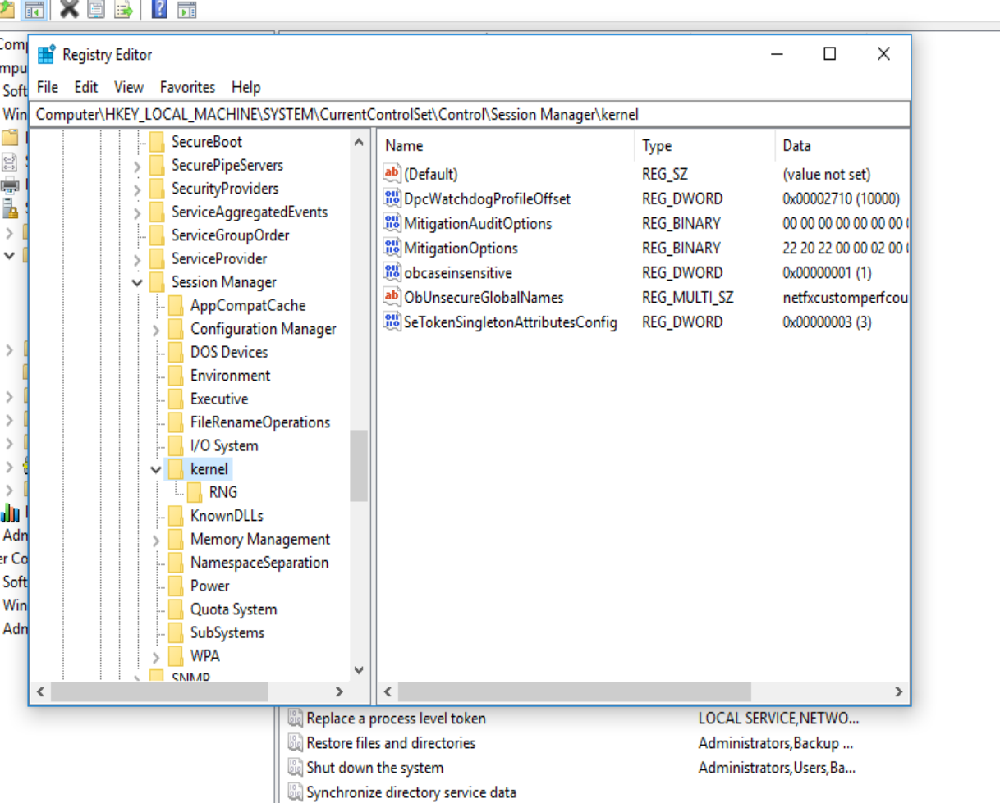 Registry Editor
File Edit View Favorites Help
Computer\HKEY_LOCAL_MACHINE\SYSTEM\CurrentControlSet\Control\Session Manager\kernel
SecureBoot
SecurePipeServers
SecurityProviders
ServiceAggregatedEvents
ServiceGroupOrder
ServiceProvider
Session Manager
AppCompatCache
Configuration Manager
DOS Devices
Environment
Executive
FileRenameOperations
I/O System
kernel
RNG
KnownDLLs
Memory Management
NamespaceSeparation
Power
Quota System
SubSystems
WPA
SNMP
Name Type Data
(Default) REG_SZ (value not set)
DpcWatchdogProfileOffset REG_DWORD 0x00002710 (10000)
MitigationAuditOptions REG_BINARY 00 00 00 00 00 00 00
MitigationOptions REG_BINARY 22 20 22 00 00 02 00
obcaseinsensitive REG_DWORD 0x00000001 (1)
ObUnsecureGlobalNames REG_MULTI_SZ netfxcustomperfcou
SeTokenSingletonAttributesConfig REG_DWORD 0x00000003 (3)
Comp
mpu
Soft
Win
Adn
er Co
Soft
Win
Adn
Replace a process level token LOCAL SERVICE,NETWO...
Restore files and directories Administrators,Backup ...
Shut down the system Administrators,Users,Ba...
Synchronize directory service data